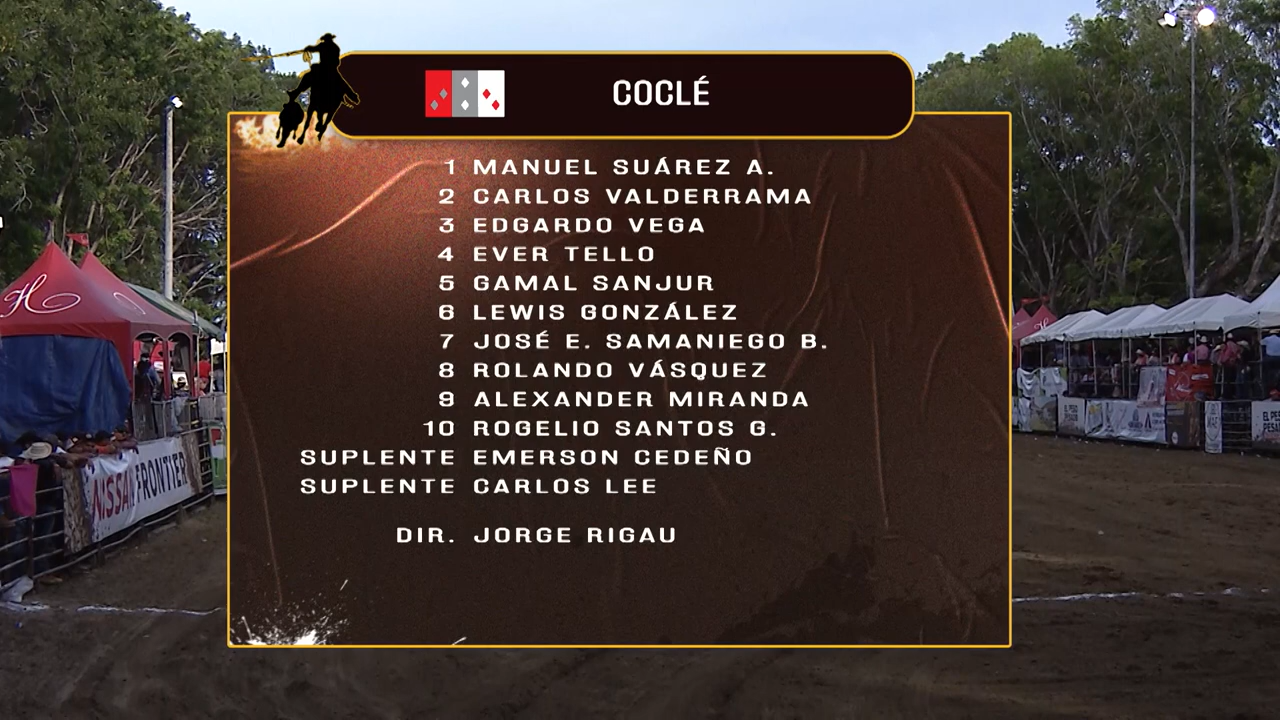 COCLÉ
1 MANUEL SUÁREZ A.
2 CARLOS VALDERRAMA
3 EDGARDO VEGA
4 EVER TELLO
5 GAMAL SANJUR
6 LEWIS GONZÁLEZ
7 JOSÉ E. SAMANIEGO B.
8 ROLANDO VÁSQUEZ
9 ALEXANDER MIRANDA
10 ROGELIO SANTOS G.
SUPLENTE EMERSON CEDEÑO
SUPLENTE CARLOS LEE
DIR. JORGE RIGAU
H
NISSAN FRONTIER